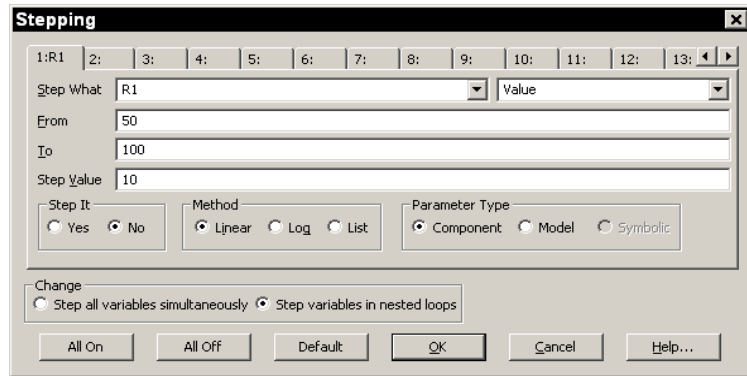 Stepping
1:R1 2: 3: 4: 5: 6: 7: 8: 9: 10: 11: 12: 13:
Step What R1 Value
From 50
To 100
Step Value 10
Step It Method Parameter Type
Yes No Linear Log List Component Model Symbolic
Change
Step all variables simultaneously Step variables in nested loops
All On All Off Default OK Cancel Help...